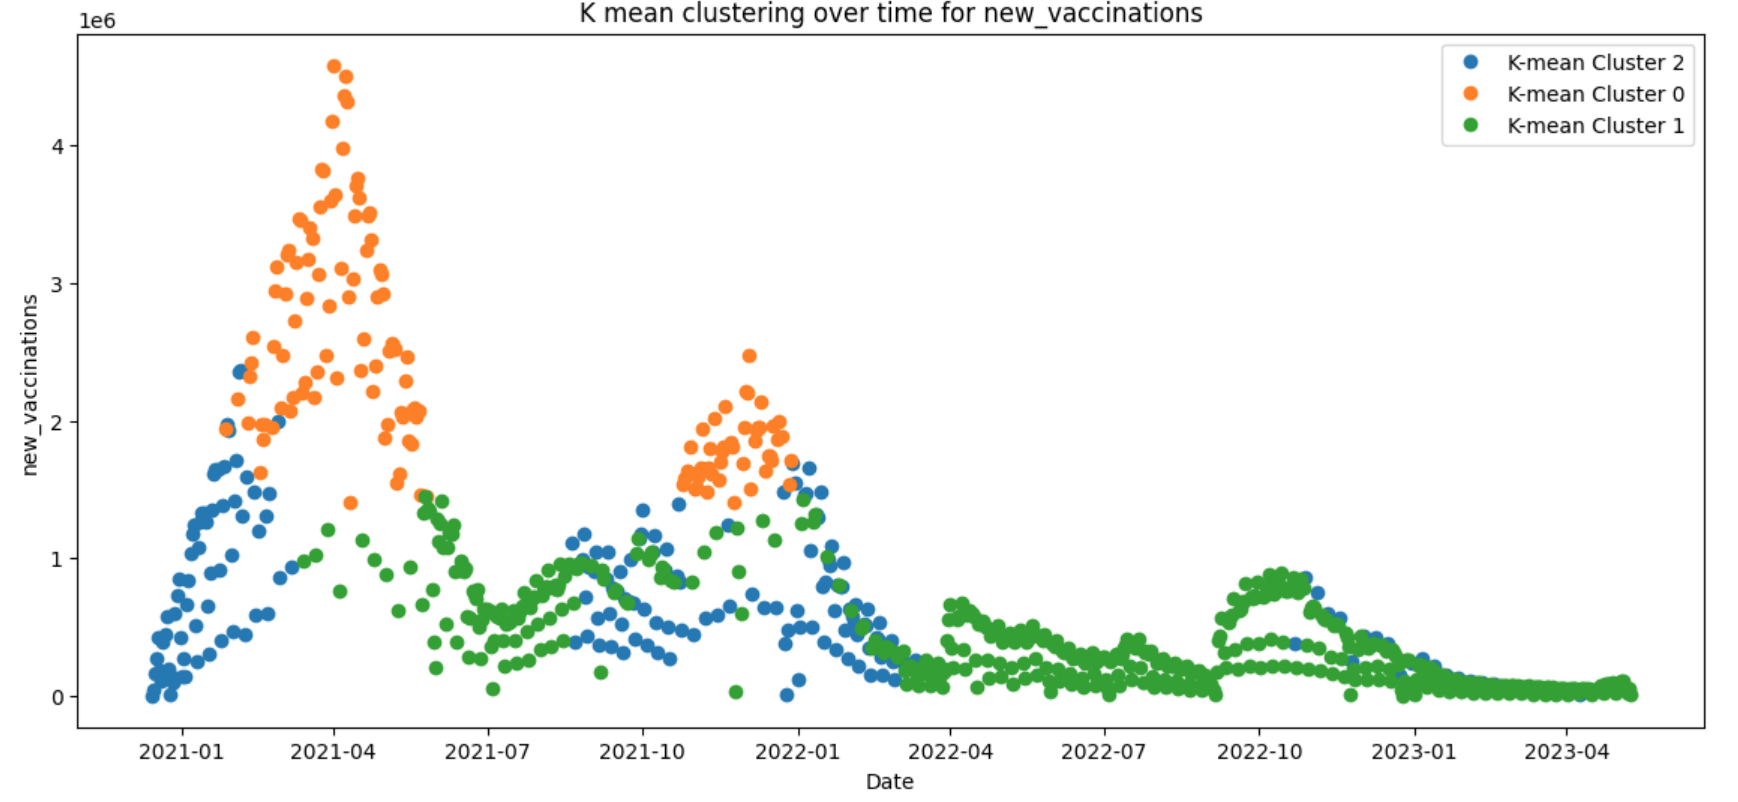 K mean clustering over time for new_vaccinations
1e6
K-mean Cluster 2
K-mean Cluster 0
K-mean Cluster 1
4
3
2
1
0
new_vaccinations
2021-01 2021-04 2021-07 2021-10 2022-01 2022-04 2022-07 2022-10 2023-01 2023-04
Date